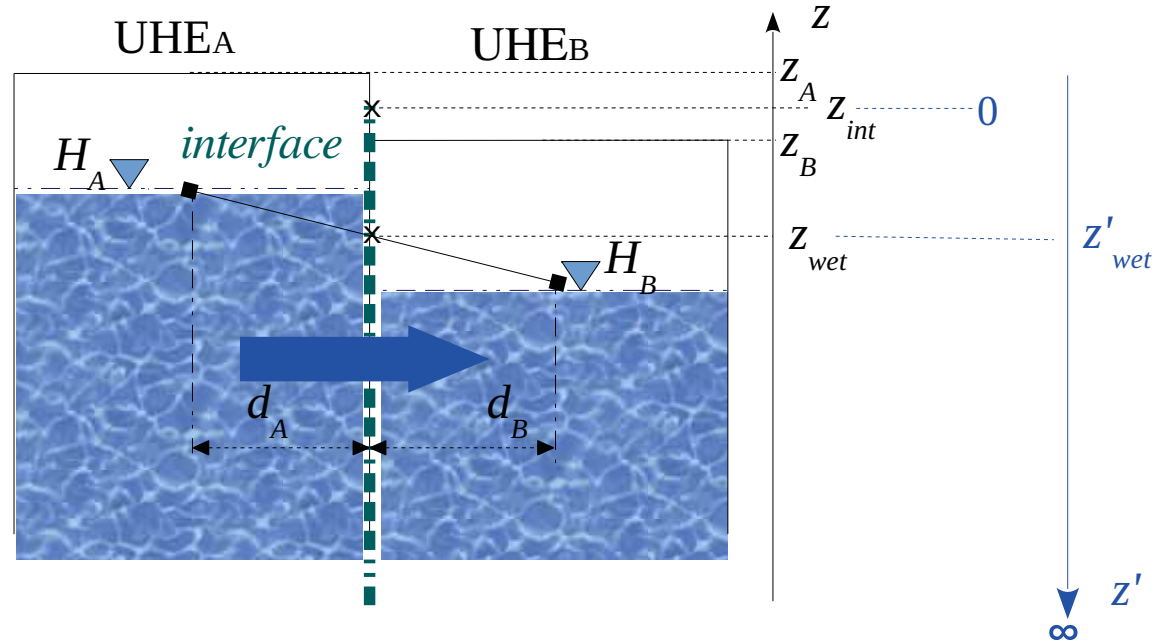 UHEA
UHEB
z
zA
zint
0
zB
interface
HA
zwet
z'wet
HB
dA
dB
z'
∞